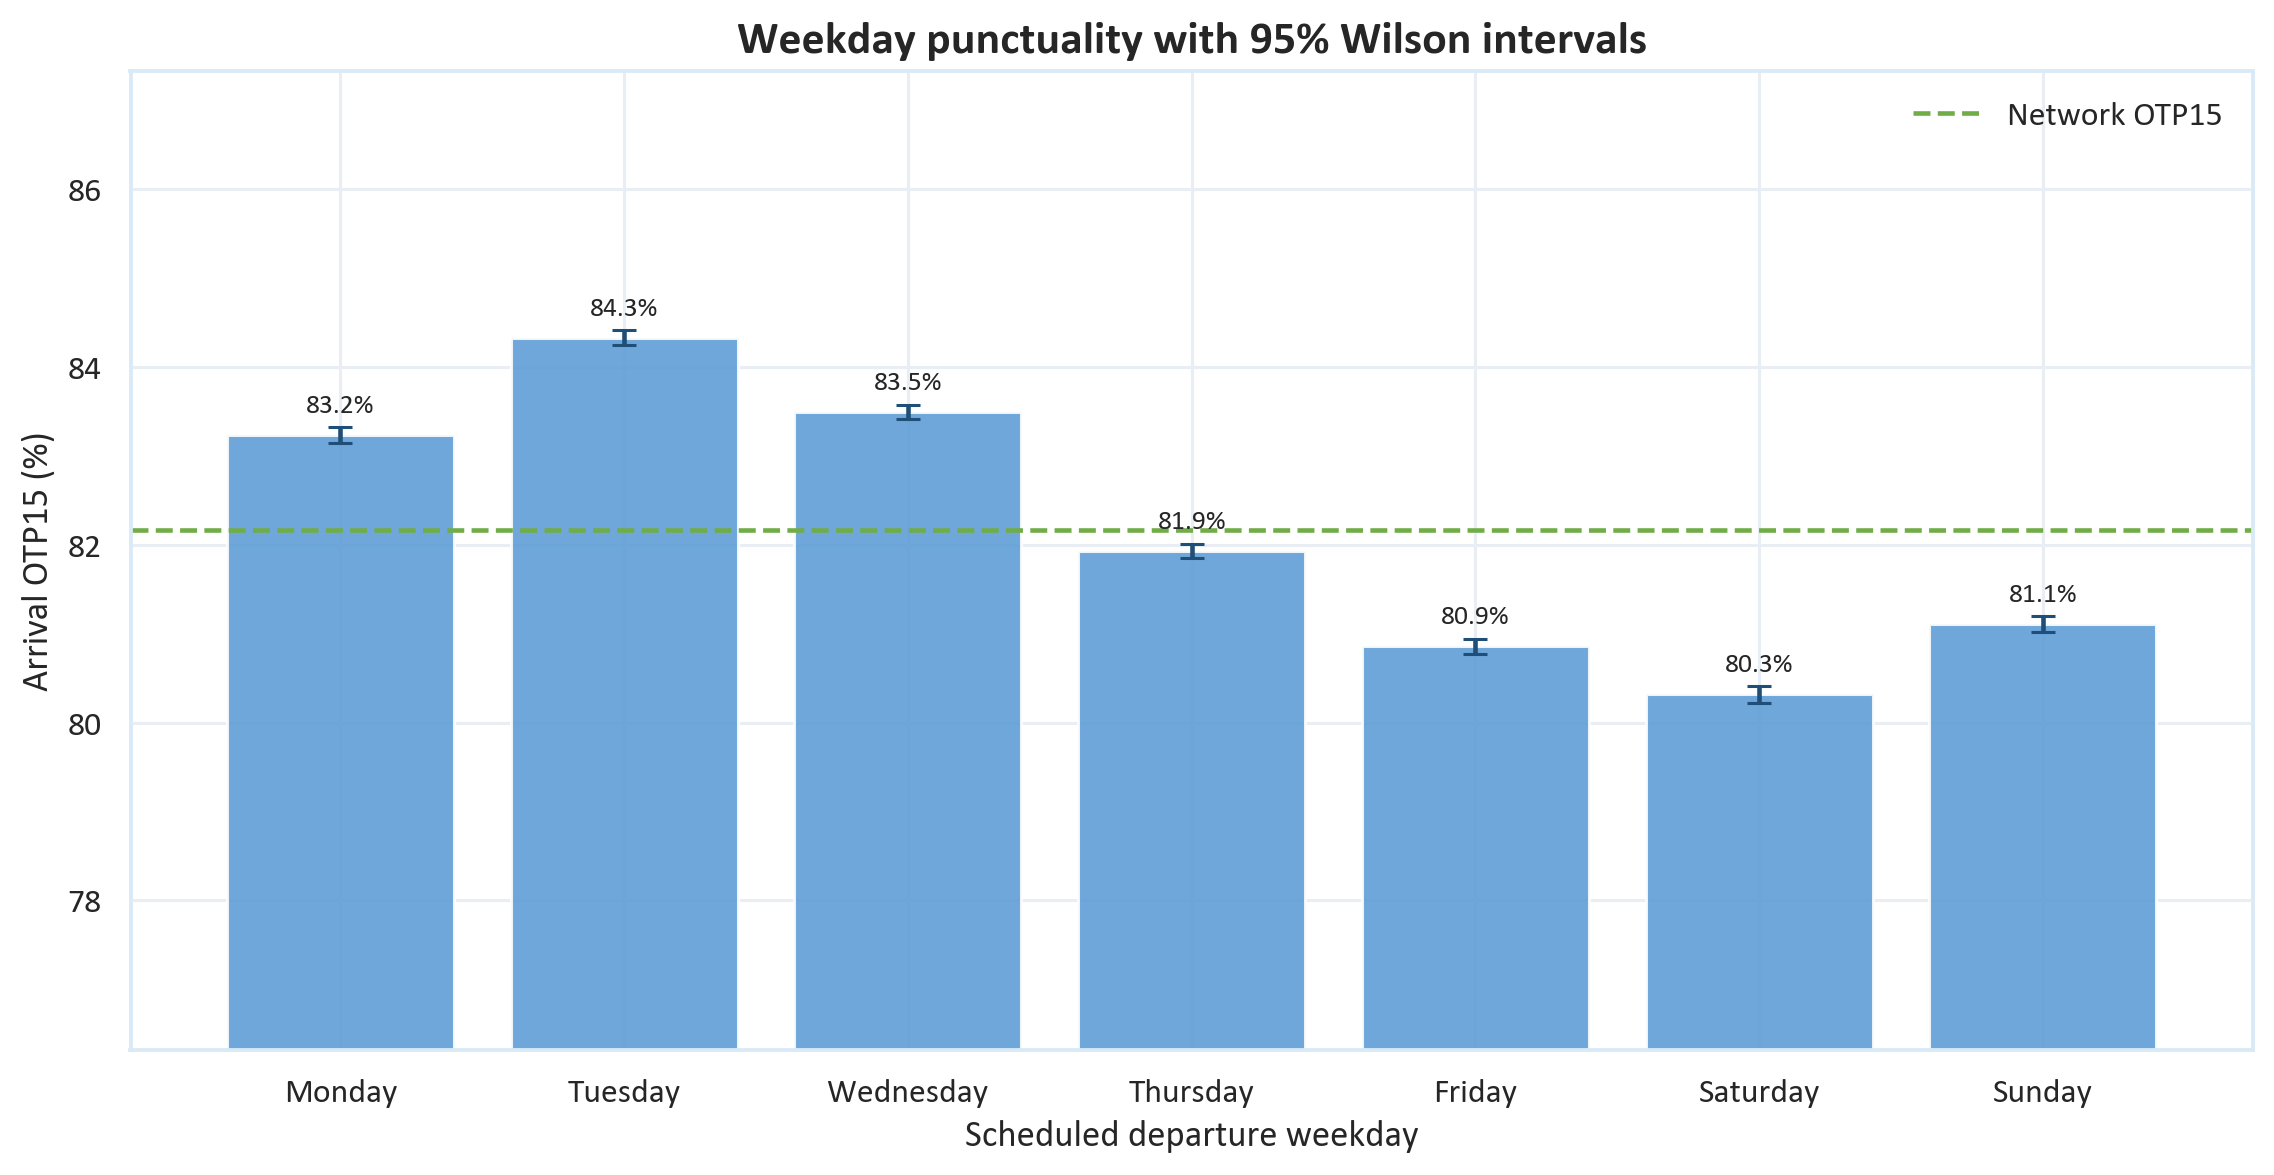 Weekday punctuality with 95% Wilson intervals
Network OTP15
Arrival OTP15 (%)
86
84
82
80
78
83.2%
84.3%
83.5%
81.9%
80.9%
80.3%
81.1%
Monday
Tuesday
Wednesday
Thursday
Friday
Saturday
Sunday
Scheduled departure weekday